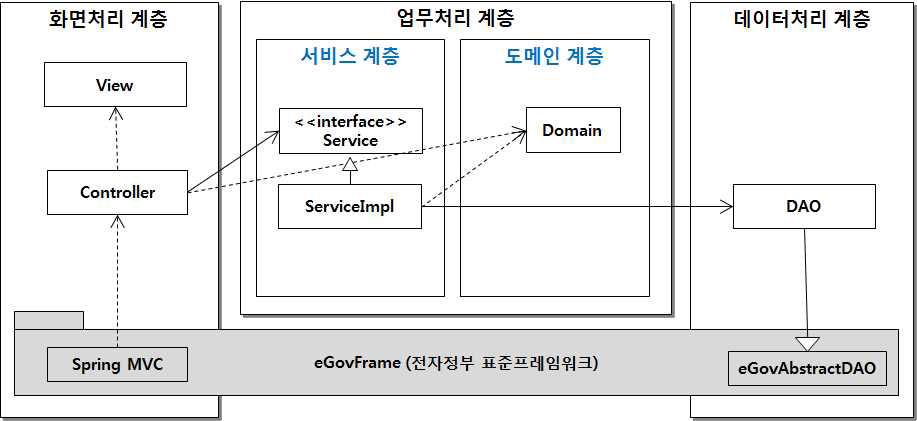 화면처리 계층
업무처리 계층
데이터처리 계층
서비스 계층
도메인 계층
View
<<interface>>
Service
Domain
Controller
ServiceImpl
DAO
Spring MVC
eGovFrame (전자정부 표준프레임워크)
eGovAbstractDAO